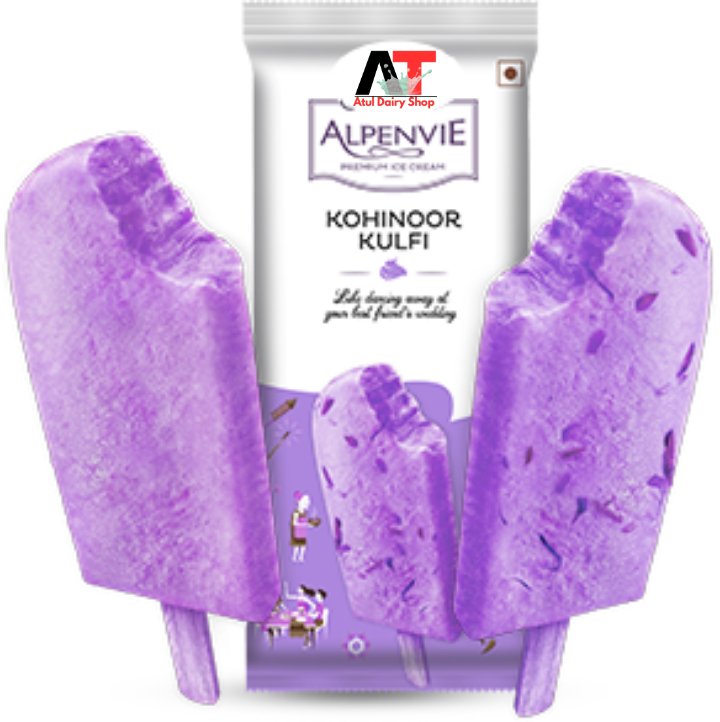 AT
Atul Dairy Shop
ALPENVIE
PREMIUM ICE CREAM
KOHINOOR
KULFI
Like dancing away at
your best friend's wedding